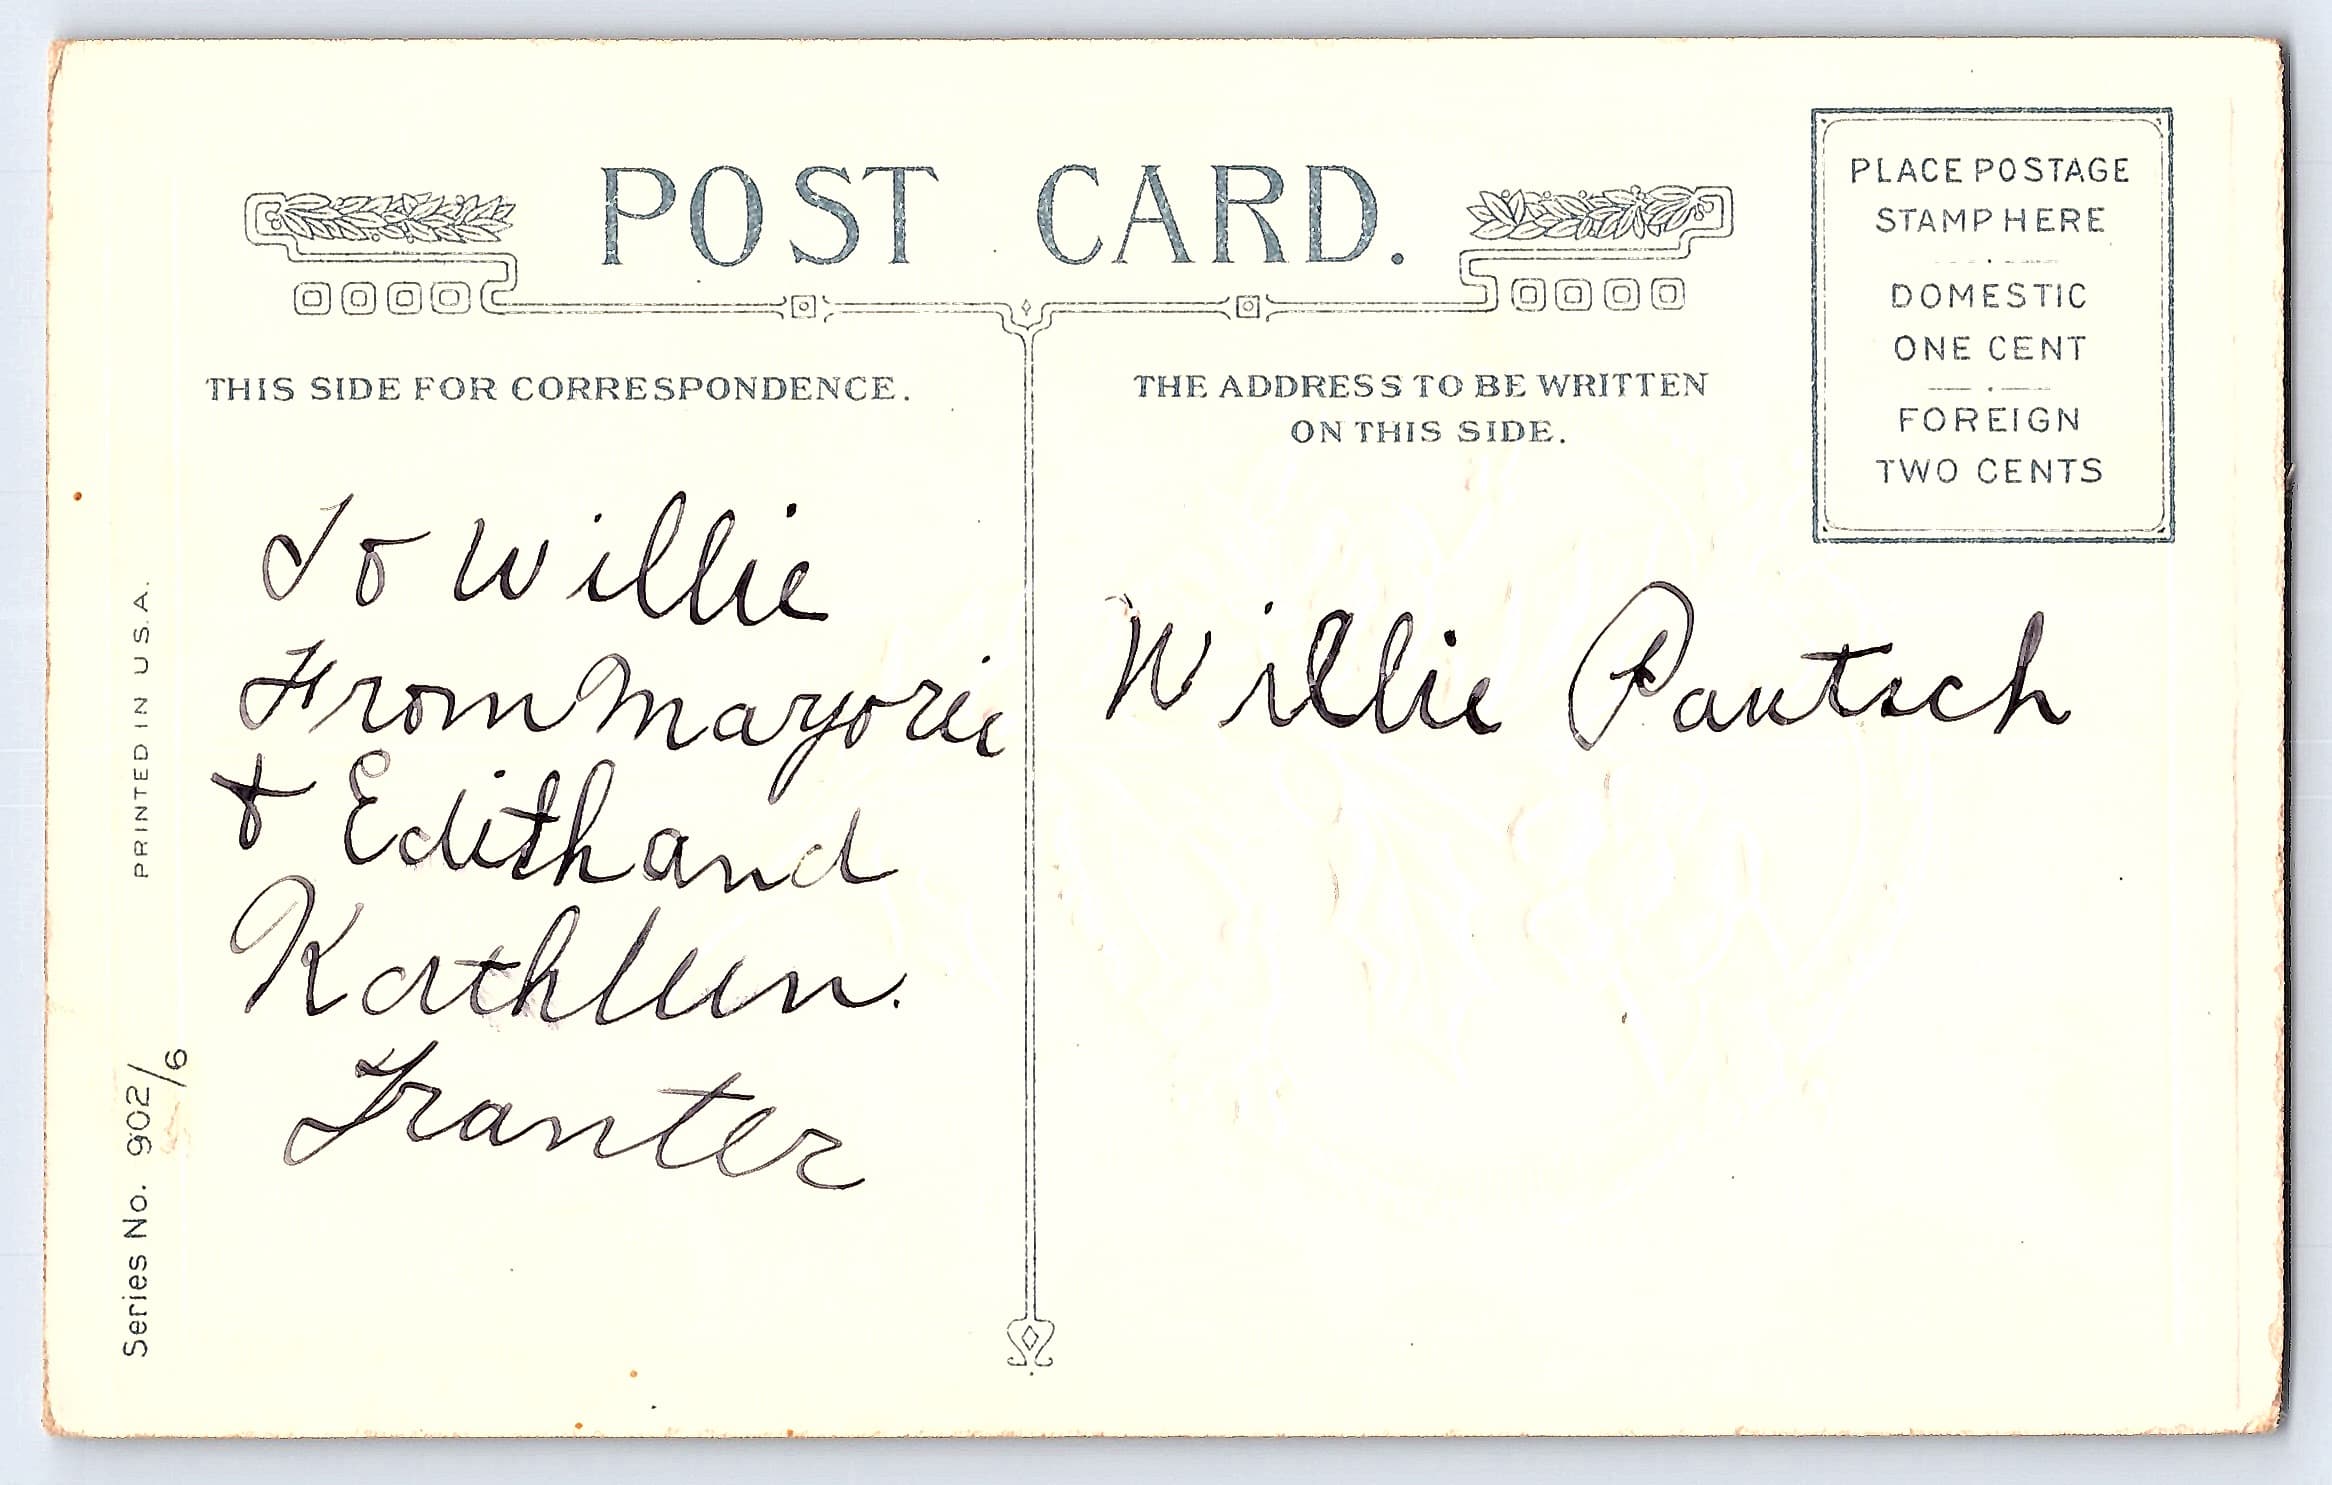 POST CARD.
PLACE POSTAGE
STAMP HERE
DOMESTIC
ONE CENT
FOREIGN
TWO CENTS
THIS SIDE FOR CORRESPONDENCE.
THE ADDRESS TO BE WRITTEN
ON THIS SIDE.
To Willie
From Marjorie
& Edith and
Kathleen.
Tranter
Willie Pautsch
PRINTED IN U.S.A.
Series No. 902/6